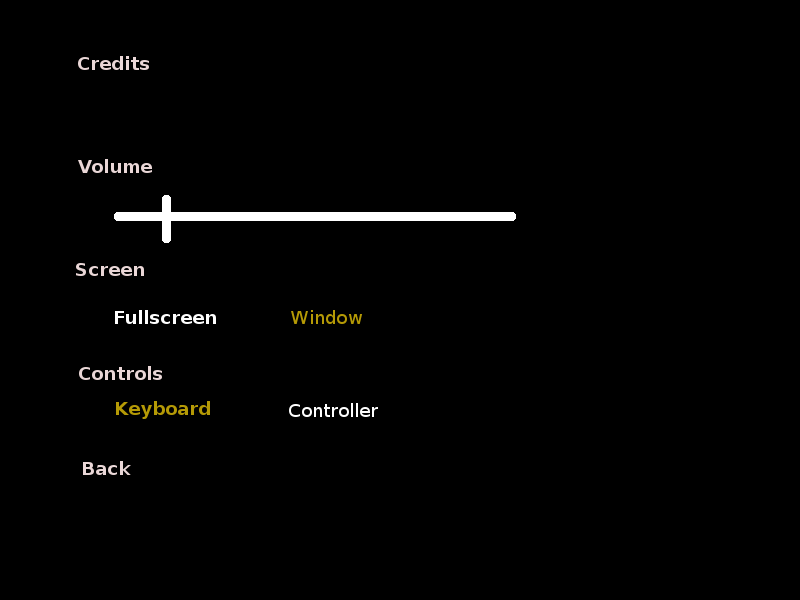 Credits
Volume
Screen
Fullscreen Window
Controls
Keyboard Controller
Back